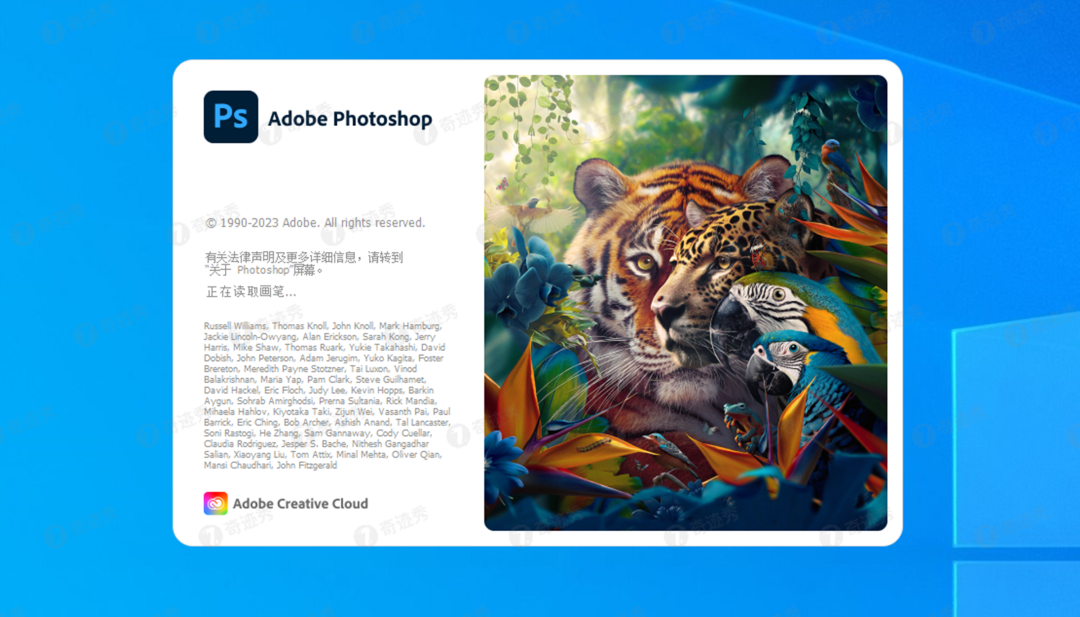 Ps Adobe Photoshop
© 1990-2023 Adobe. All rights reserved.
有关法律声明及更多详细信息，请转到
“关于 Photoshop”屏幕。
正在读取画笔...
Russell Williams, Thomas Knoll, John Knoll, Mark Hamburg,
Jackie Lincoln-Owyang, Alan Erickson, Sarah Kong, Jerry
Harris, Mike Shaw, Thomas Ruark, Yukie Takahashi, David
Dobish, John Peterson, Adam Jerugim, Yuko Kagita, Foster
Brereton, Meredith Payne Stotzner, Tai Luxon, Vinod
Balakrishnan, Maria Yap, Pam Clark, Steve Guilhamet,
David Hackel, Eric Floch, Judy Lee, Kevin Hopps, Barkin
Aygun, Sohrab Amirghodsi, Prerna Sultania, Rick Mandia,
Mihaela Hahlov, Kiyotaka Taki, Zijun Wei, Vasanth Pai, Paul
Barrick, Eric Ching, Bob Archer, Ashish Anand, Tal Lancaster,
Soni Rastogi, He Zhang, Sam Gannaway, Cody Cuellar,
Claudia Rodriguez, Jesper S. Bache, Nithesh Gangadhar
Salian, Xiaoyang Liu, Tom Attix, Minal Mehta, Oliver Qian,
Mansi Chaudhari, John Fitzgerald
Adobe Creative Cloud
奇迹秀